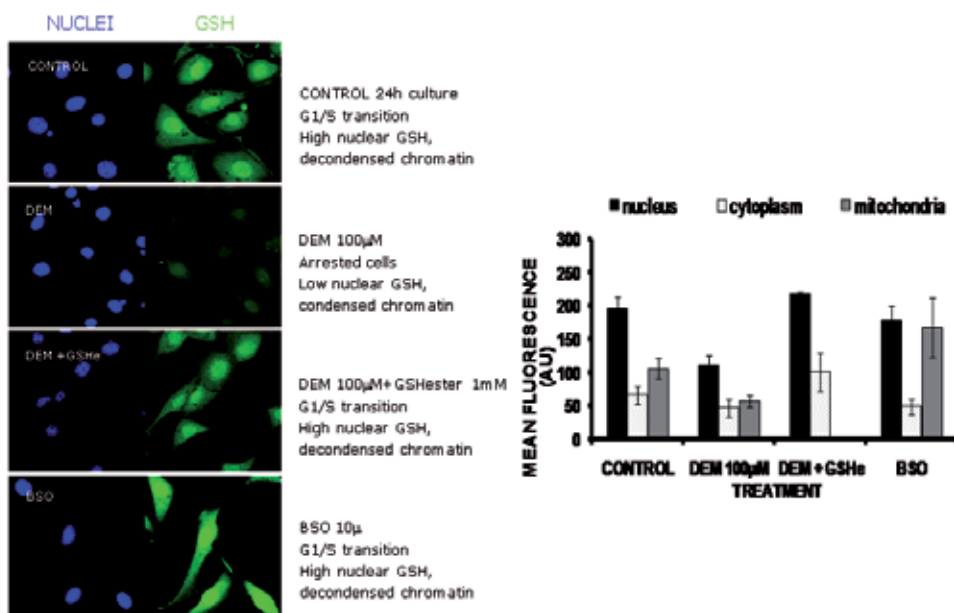 NUCLEI GSH
CONTROL
CONTROL 24h culture
G1/S transition
High nuclear GSH,
decondensed chromatin
DEM
DEM 100µM
Arrested cells
Low nuclear GSH,
condensed chromatin
DEM +GSHe
DEM 100µM+GSHester 1mM
G1/S transition
High nuclear GSH,
decondensed chromatin
BSO
BSO 10µ
G1/S transition
High nuclear GSH,
decondensed chromatin
nucleus cytoplasm mitochondria
MEAN FLUORESCENCE
(AU)
300
250
200
150
100
50
0
CONTROL DEM 100µM DEM + GSHe BSO
TREATMENT